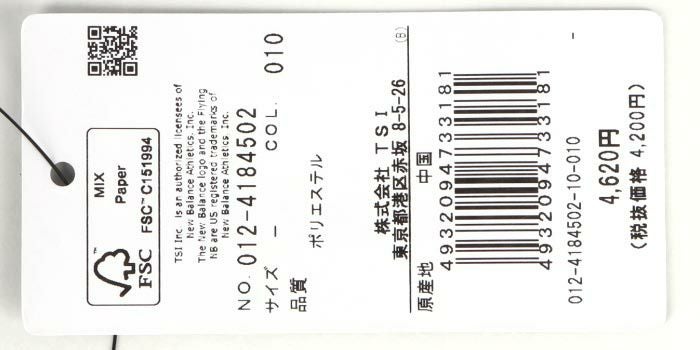 MIX
Paper
FSC™ C151994
FSC
TSI Inc. is an authorized licensees of
New Balance Athletics, Inc.
The New Balance logo and the Flying
NB are US registered trademarks of
New Balance Athletics, Inc.
NO. 012-4184502
サイズ － COL. 010
品質
ポリエステル
株式会社 TSI
東京都港区赤坂 8-5-26
(B)
原産地 中国
4932094733181
4932094733181
012-4184502-10-010
-
4,620円
(税抜価格 4,200円)